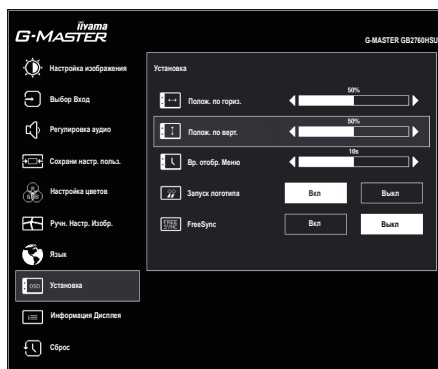 iiyama
G-MASTER
G-MASTER GB2760HSU
Настройка изображения
Выбор Вход
Регулировка аудио
Сохрани настр. польз.
Настройка цветов
Ручн. Настр. Изобр.
Язык
OSD Установка
Информация Дисплея
Сброс
Установка
Полож. по гориз.
50%
Полож. по верт.
50%
Вр. отобр. Меню
10s
Запуск логотипа
Вкл
Выкл
FREE
SYNC
FreeSync
Вкл
Выкл